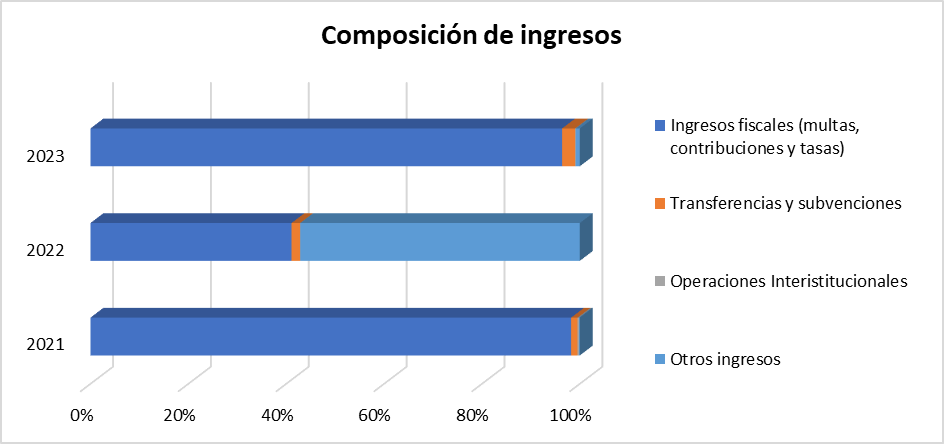 Composición de ingresos
2023
2022
2021
0%
20%
40%
60%
80%
100%
Ingresos fiscales (multas,
contribuciones y tasas)
Transferencias y subvenciones
Operaciones Interistitucionales
Otros ingresos